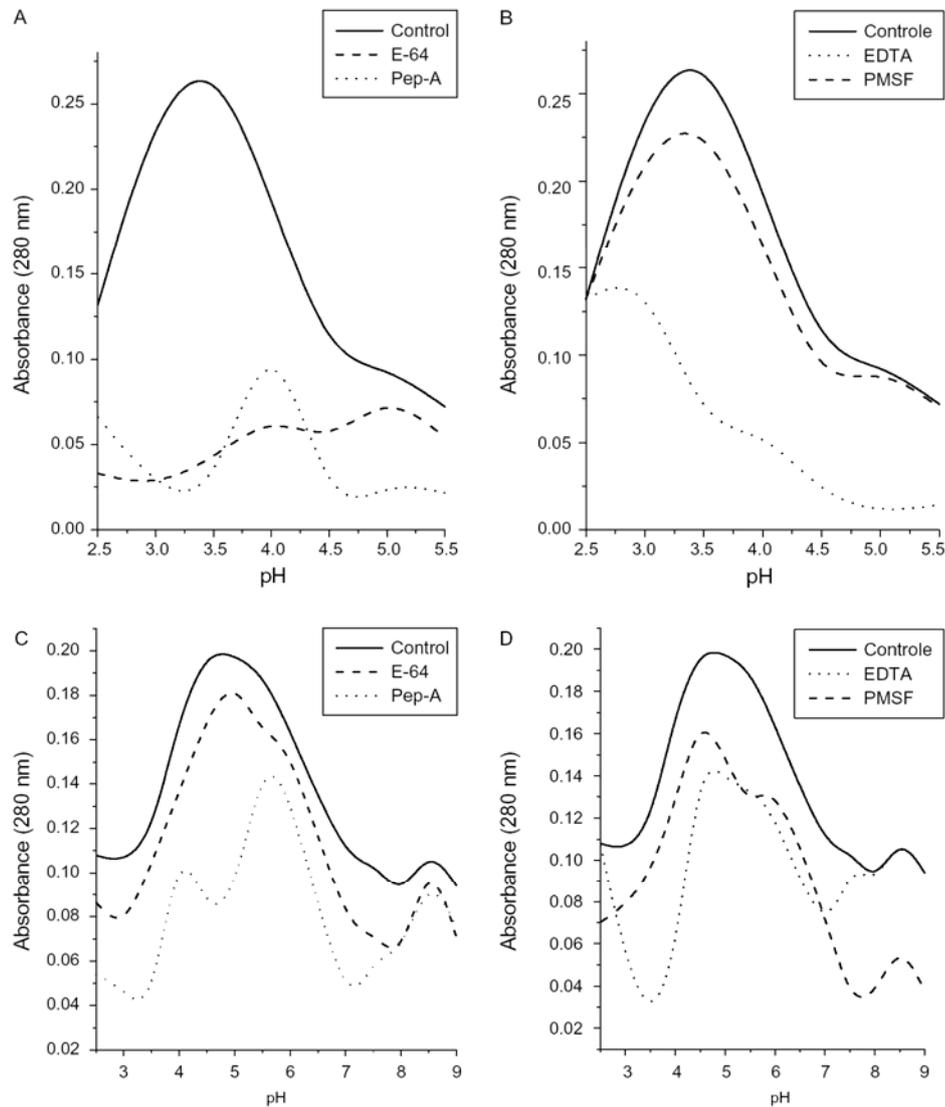 A
Control
E-64
Pep-A
Absorbance (280 nm)
0.25
0.20
0.15
0.10
0.05
0.00
2.5 3.0 3.5 4.0 4.5 5.0 5.5
pH
B
Controle
EDTA
PMSF
Absorbance (280 nm)
0.25
0.20
0.15
0.10
0.05
0.00
2.5 3.0 3.5 4.0 4.5 5.0 5.5
pH
C
Control
E-64
Pep-A
Absorbance (280 nm)
0.20
0.18
0.16
0.14
0.12
0.10
0.08
0.06
0.04
0.02
3 4 5 6 7 8 9
pH
D
Controle
EDTA
PMSF
Absorbance (280 nm)
0.20
0.18
0.16
0.14
0.12
0.10
0.08
0.06
0.04
0.02
3 4 5 6 7 8 9
pH